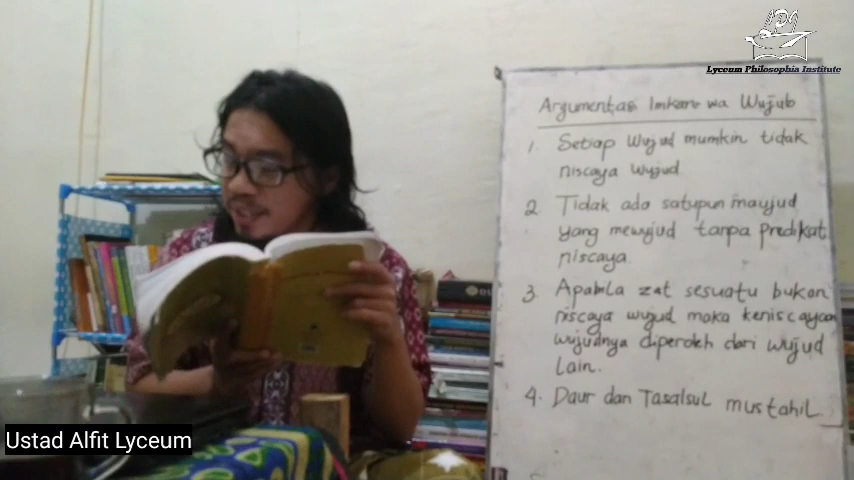 Lyceum Philosophia Institute
Argumentasi Imkan wa Wujub
1. Setiap Wujud mumkin tidak
niscaya wujud.
2 Tidak ada satupun maujud
yang mewujud tanpa predikat
niscaya.
3. Apabila zat sesuatu bukan
niscaya wujud maka keniscayaan
wujudnya diperoleh dari wujud
Lain.
4. Daur dan Tasalsul mustahil
Ustad Alfit Lyceum